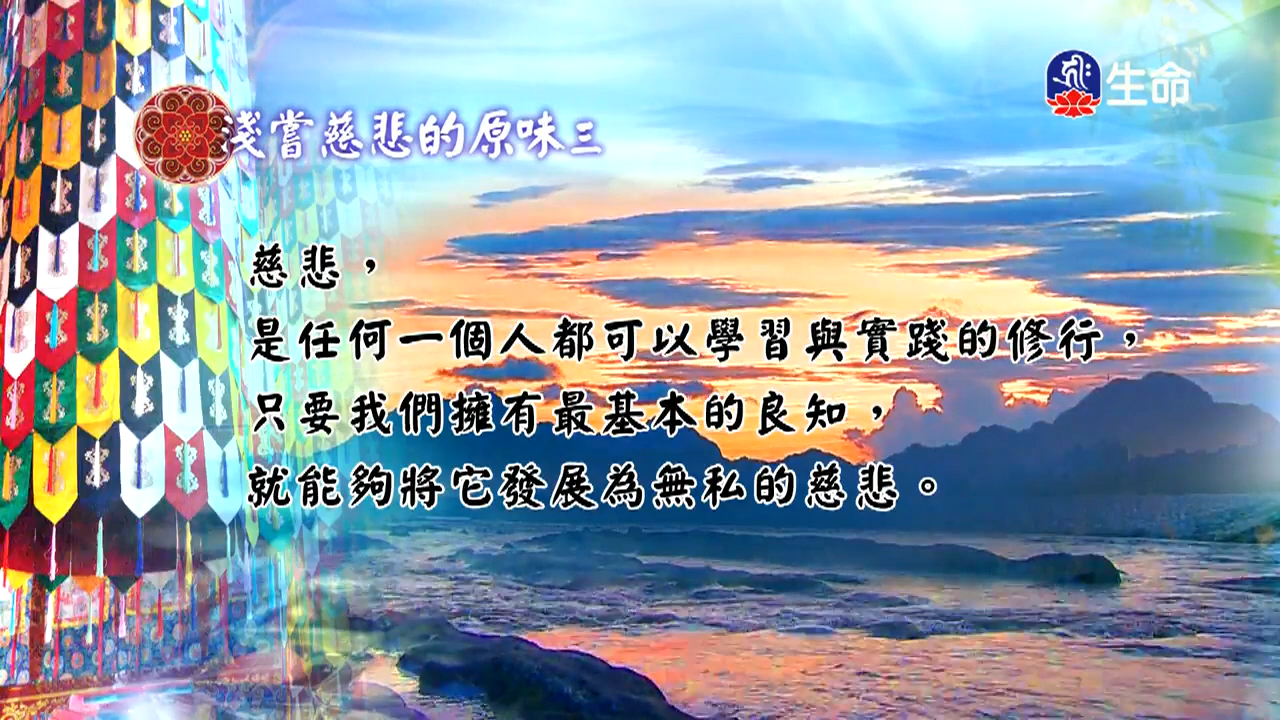 生命
淺嘗慈悲的原味三
慈悲，
是任何一個人都可以學習與實踐的修行，
只要我們擁有最基本的良知，
就能夠將它發展為無私的慈悲。